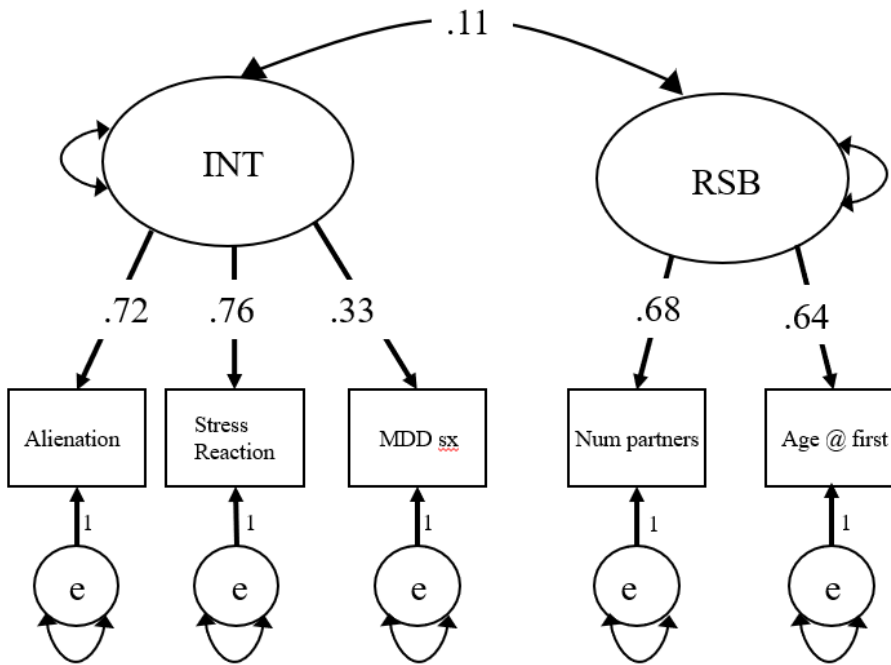 .11
INT
RSB
.72
.76
.33
.68
.64
Alienation
Stress
Reaction
MDD sx
Num partners
Age @ first
1
1
1
1
1
e
e
e
e
e